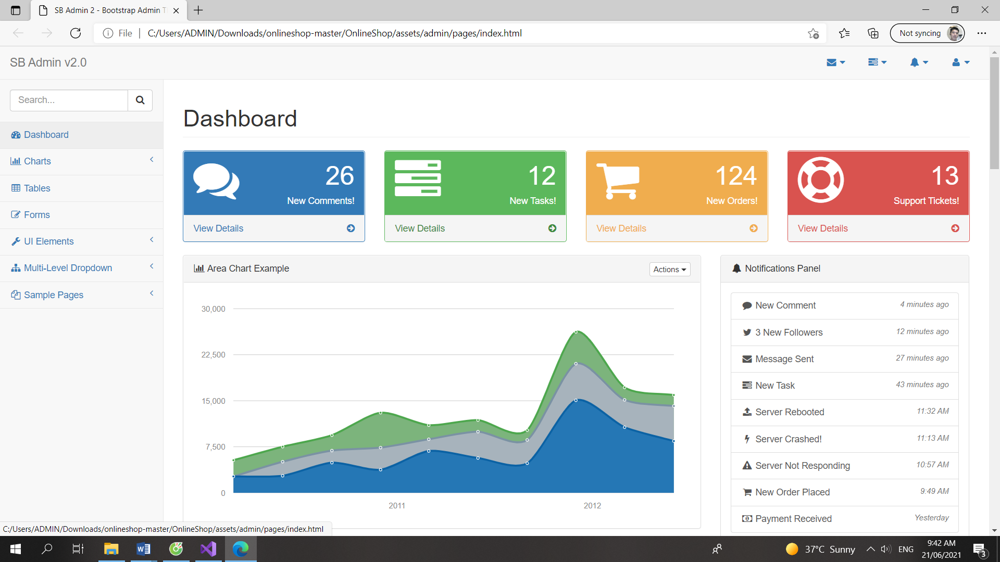 SB Admin 2 - Bootstrap Admin T
File
C:/Users/ADMIN/Downloads/onlineshop-master/OnlineShop/assets/admin/pages/index.html
Not syncing
SB Admin v2.0
Search...
Dashboard
Charts
Tables
Forms
UI Elements
Multi-Level Dropdown
Sample Pages
Dashboard
26
New Comments!
View Details
12
New Tasks!
View Details
124
New Orders!
View Details
13
Support Tickets!
View Details
Area Chart Example
Actions
30,000
22,500
15,000
7,500
0
2011
2012
Notifications Panel
New Comment 4 minutes ago
3 New Followers 12 minutes ago
Message Sent 27 minutes ago
New Task 43 minutes ago
Server Rebooted 11:32 AM
Server Crashed! 11:13 AM
Server Not Responding 10:57 AM
New Order Placed 9:49 AM
Payment Received Yesterday
C:/Users/ADMIN/Downloads/onlineshop-master/OnlineShop/assets/admin/pages/index.html
37°C Sunny
ENG
9:42 AM
21/06/2021
3